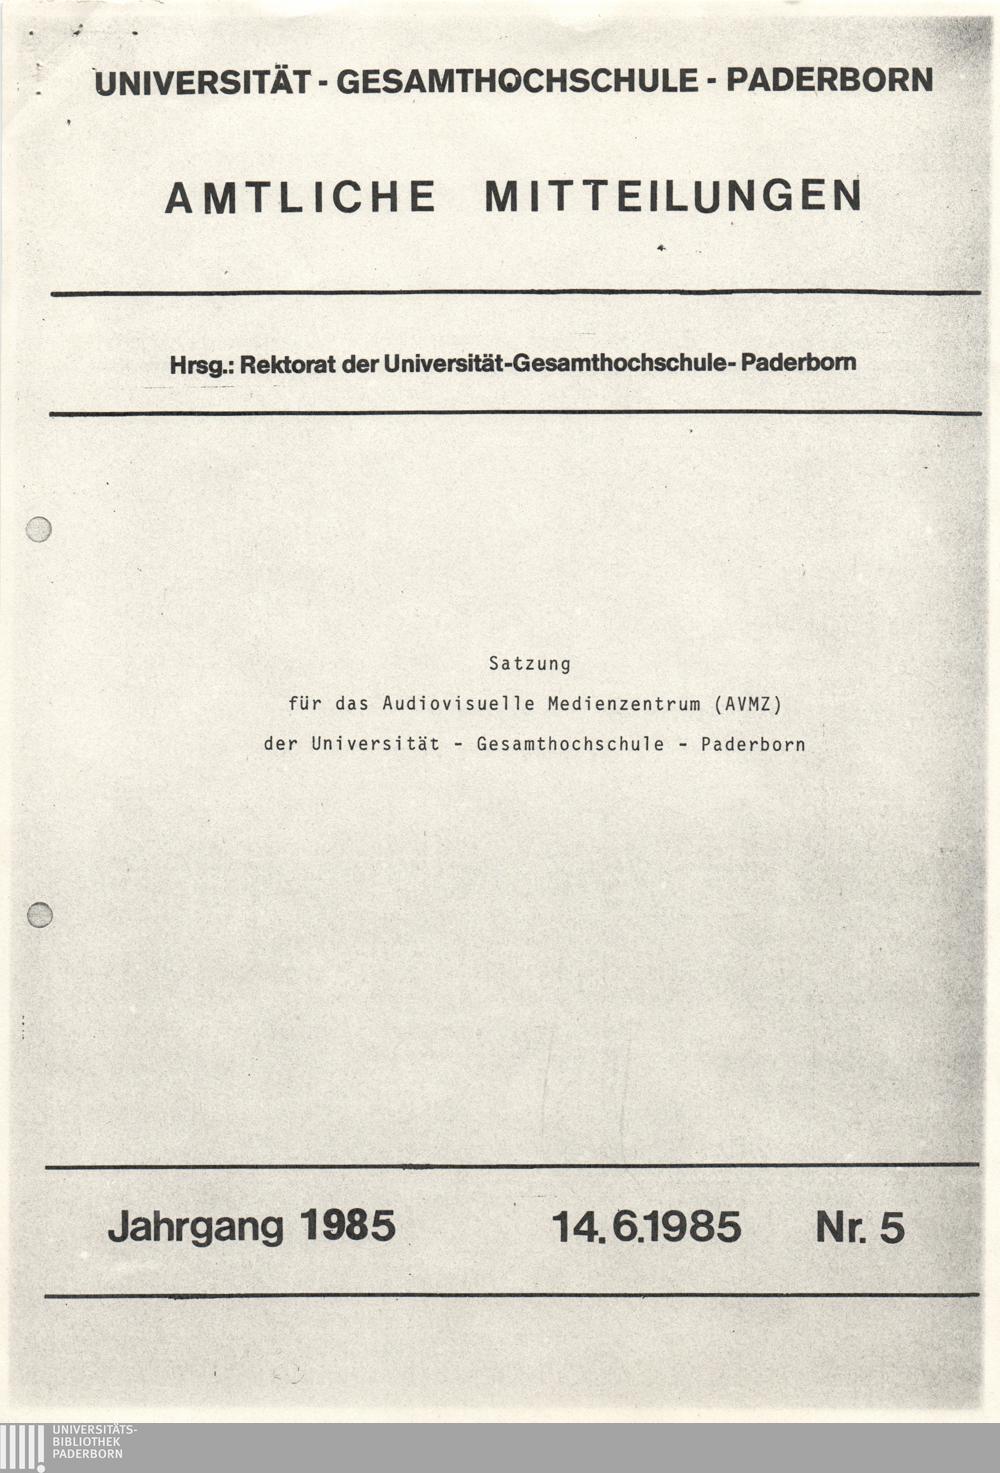 UNIVERSITÄT - GESAMTHOCHSCHULE - PADERBORN
AMTLICHE MITTEILUNGEN
Hrsg.: Rektorat der Universität-Gesamthochschule- Paderborn
Satzung
für das Audiovisuelle Medienzentrum (AVMZ)
der Universität - Gesamthochschule - Paderborn
Jahrgang 1985 14.6.1985 Nr. 5
UNIVERSITÄTS-
BIBLIOTHEK
PADERBORN